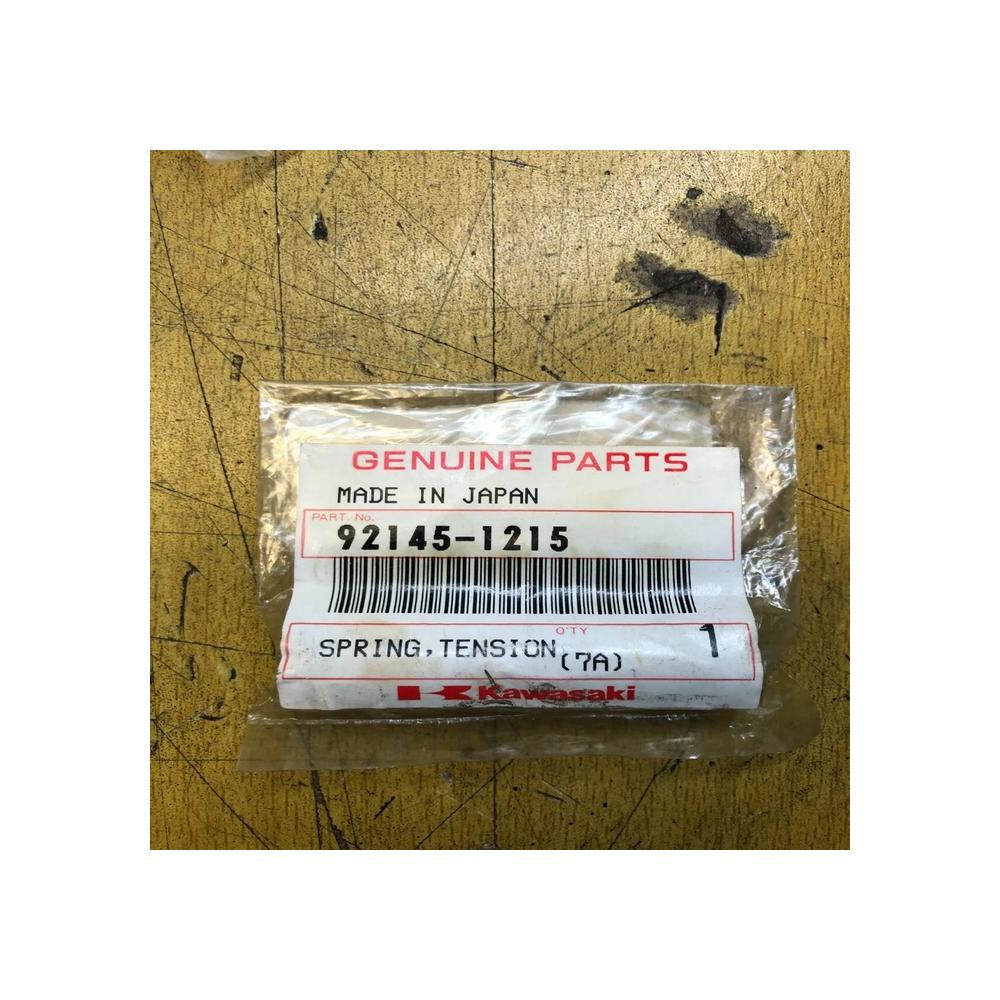 GENUINE PARTS
MADE IN JAPAN
PART. No.
92145-1215
Q'TY
SPRING,TENSION (7A) 1
Kawasaki